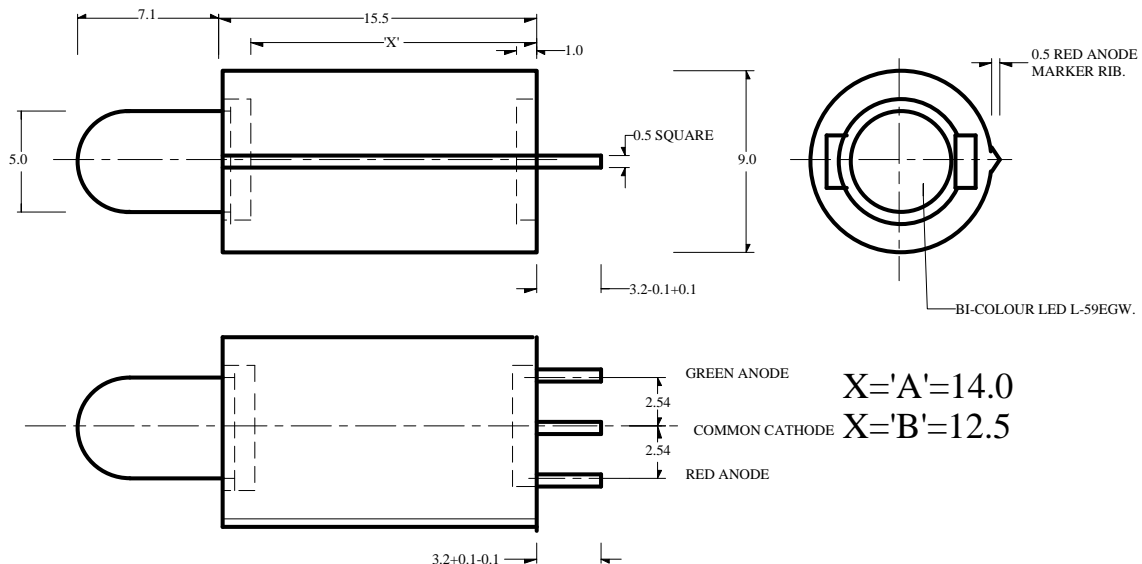 7.1
15.5
'X'
1.0
0.5 RED ANODE
MARKER RIB.
5.0
0.5 SQUARE
9.0
3.2-0.1+0.1
BI-COLOUR LED L-59EGW.
GREEN ANODE
X='A'=14.0
2.54
COMMON CATHODE
X='B'=12.5
2.54
RED ANODE
3.2+0.1-0.1